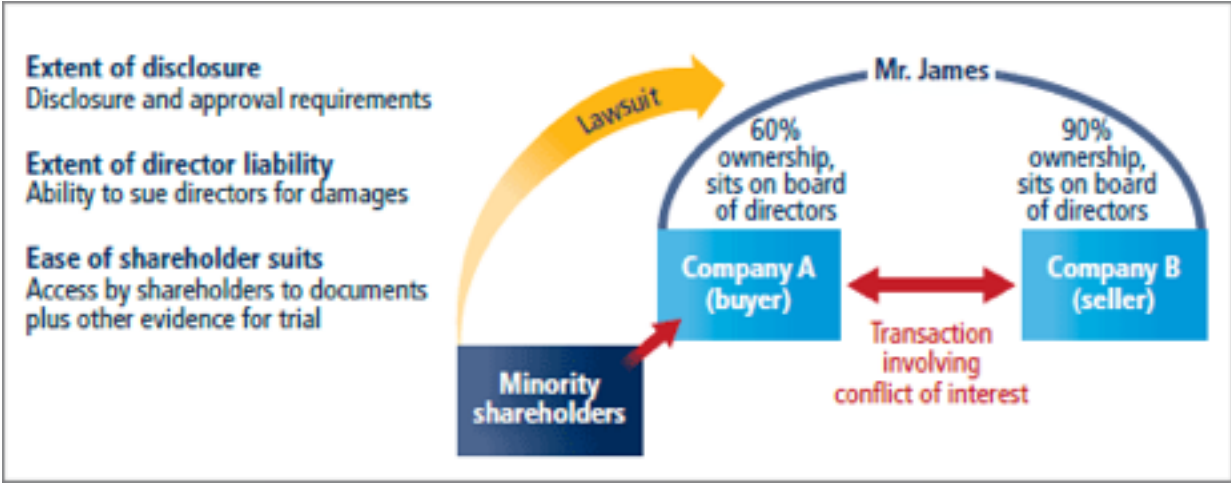 Extent of disclosure
Disclosure and approval requirements
Extent of director liability
Ability to sue directors for damages
Ease of shareholder suits
Access by shareholders to documents
plus other evidence for trial
Lawsuit
Mr. James
60%
ownership,
sits on board
of directors
90%
ownership,
sits on board
of directors
Company A
(buyer)
Company B
(seller)
Transaction
involving
conflict of interest
Minority
shareholders